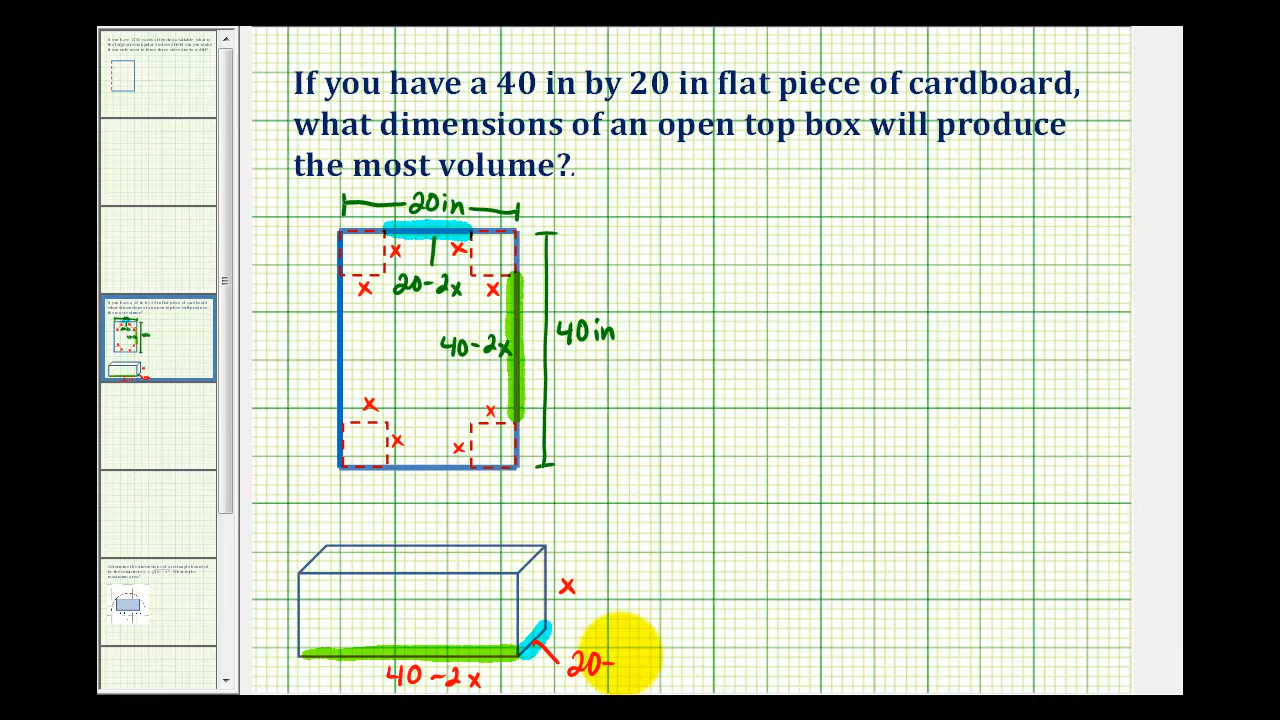 If you have a 40 in by 20 in flat piece of cardboard,
what dimensions of an open top box will produce
the most volume?.
20in
x x
20-2x
x x
40-2x
40in
x x
x x
x
20-
40-2x